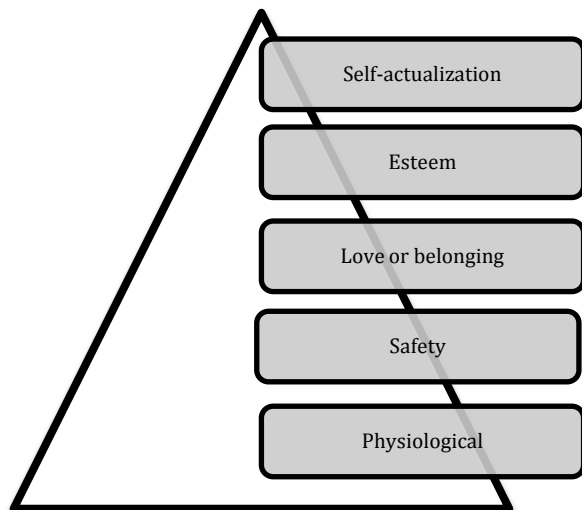 Self-actualization
Esteem
Love or belonging
Safety
Physiological